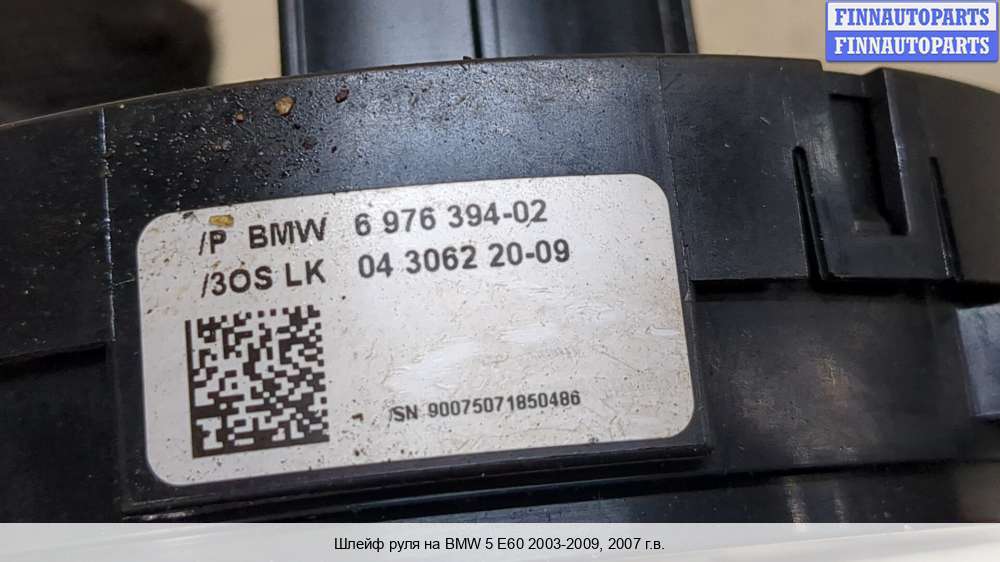 FINNAUTOPARTS
FINNAUTOPARTS
/P BMW 6 976 394-02
/3OS LK 04 3062 20-09
/SN 90075071850486
Шлейф руля на BMW 5 E60 2003-2009, 2007 г.в.